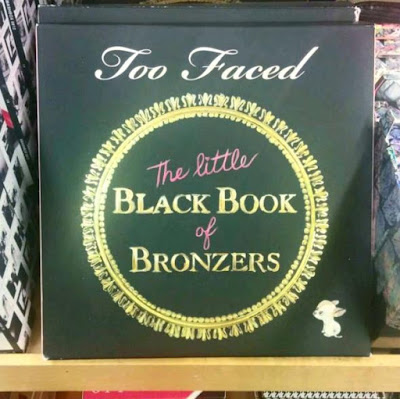 Too Faced
The little
BLACK BOOK
of
BRONZERS